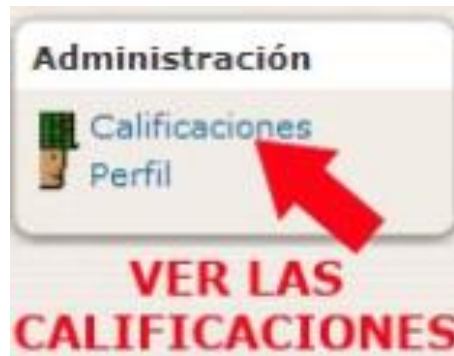 Administración
Calificaciones
Perfil
VER LAS
CALIFICACIONES